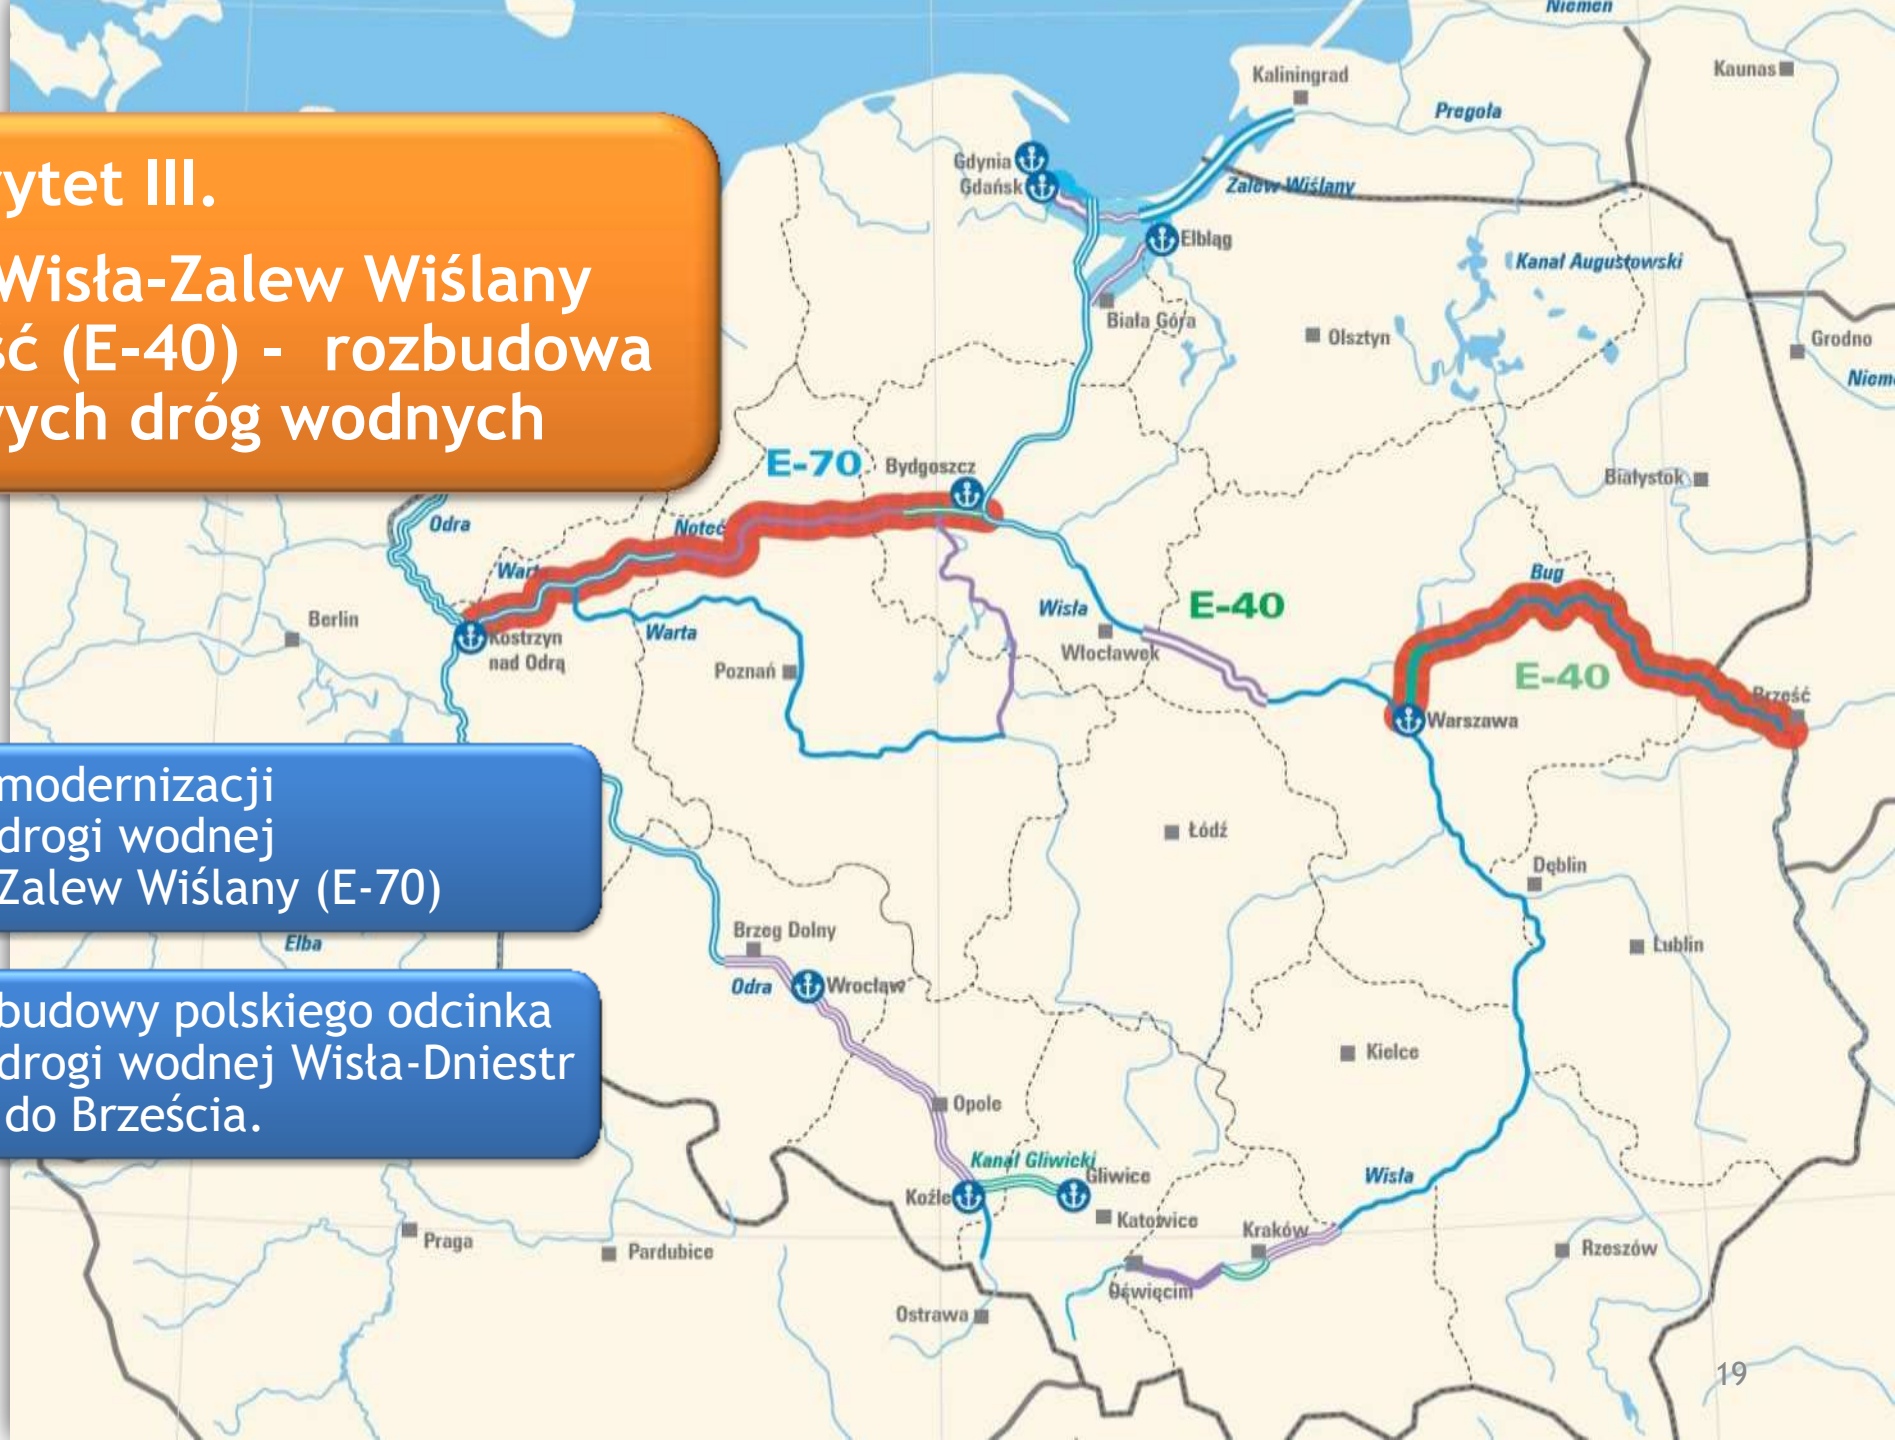 ytet III.
Wisła-Zalew Wiślany
ść (E-40) -  rozbudowa
ych dróg wodnych
modernizacji
drogi wodnej
Zalew Wiślany (E-70)
budowy polskiego odcinka
drogi wodnej Wisła-Dniestr
do Brześcia.
Niemen
Kaliningrad
Kaunas
Pregoła
Gdynia
Gdańsk
Zalew Wiślany
Elbląg
Kanał Augustowski
Biała Góra
Olsztyn
Grodno
Niem
E-70
Bydgoszcz
Białystok
Odra
Noteć
Warta
Bug
Berlin
Wisła
E-40
Kostrzyn
nad Odrą
Warta
Włocławek
Poznań
E-40
Brześć
Warszawa
Łódź
Dęblin
Brzeg Dolny
Elba
Lublin
Odra
Wrocław
Kielce
Opole
Kanał Gliwicki
Gliwice
Koźle
Wisła
Katowice
Kraków
Praga
Pardubice
Rzeszów
Oświęcim
Ostrawa
19